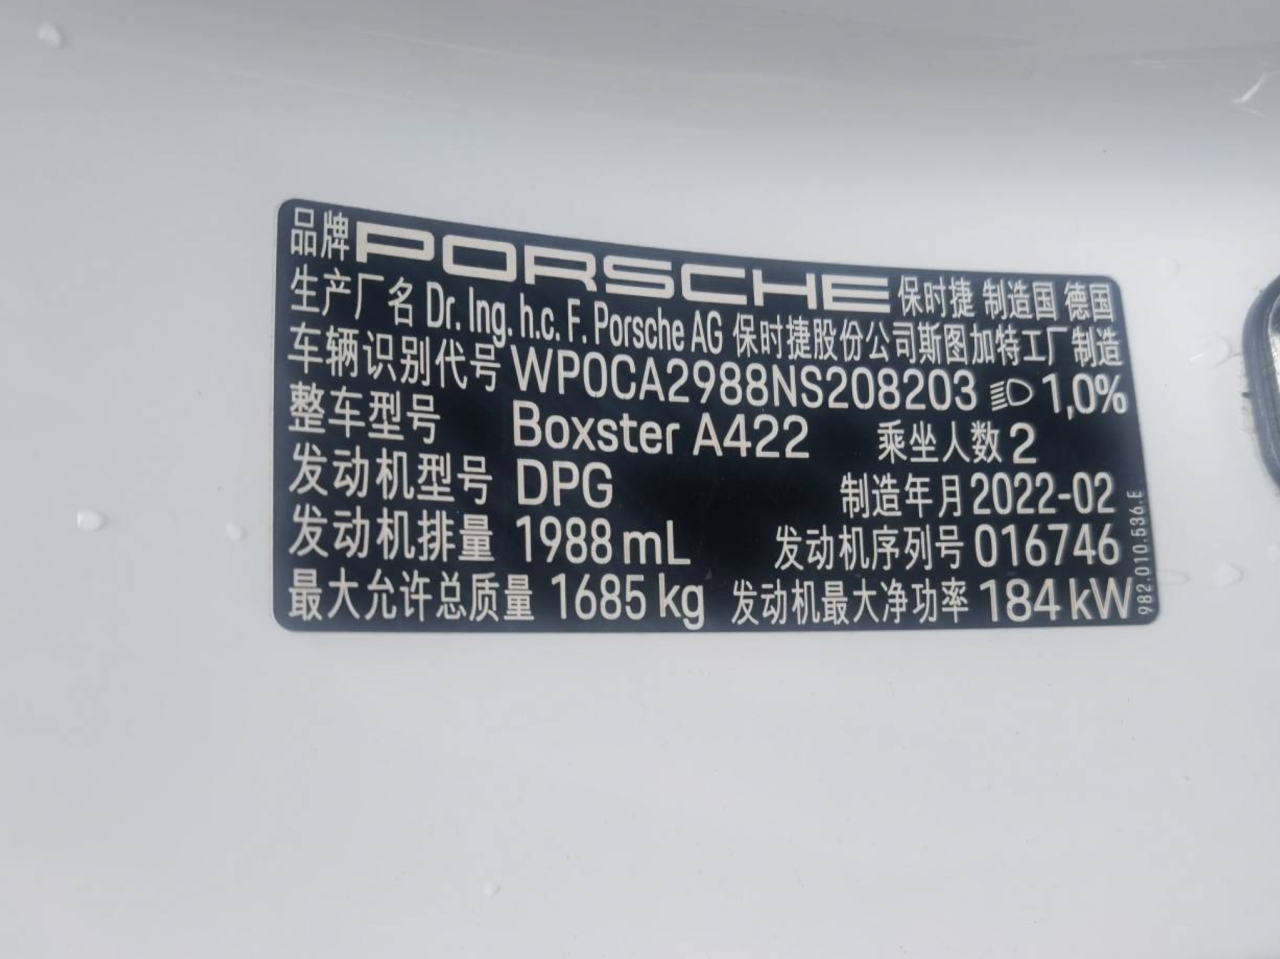 品牌 PORSCHE 保时捷 制造国 德国
生产厂名 Dr. Ing. h.c. F. Porsche AG 保时捷股份公司斯图加特工厂制造
车辆识别代号 WP0CA2988NS208203 1,0%
整车型号 Boxster A422 乘坐人数 2
发动机型号 DPG 制造年月 2022-02
发动机排量 1988 mL 发动机序列号 016746
最大允许总质量 1685 kg 发动机最大净功率 184 kW
982.010.536.E